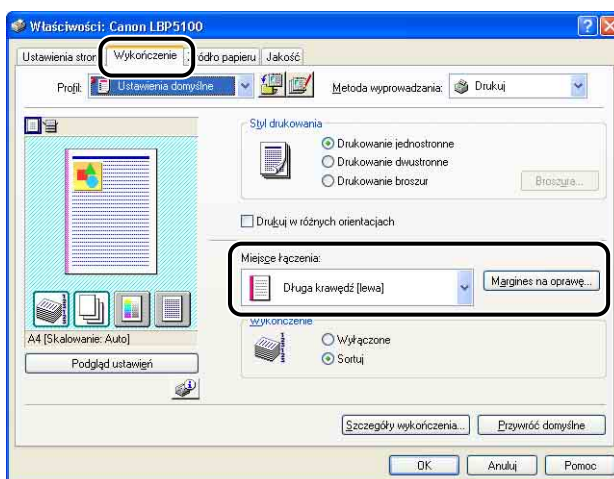 Właściwości: Canon LBP5100
Ustawienia stron Wykończenie ódło papieru Jakość
Profil: Ustawienia domyślne Metoda wyprowadzania: Drukuj
Styl drukowania
Drukowanie jednostronne
Drukowanie dwustronne
Drukowanie broszur Broszura...
Drukuj w różnych orientacjach
Miejsce łączenia:
Długa krawędź [lewa] Margines na oprawę...
Wykończenie
Wyłączone
Sortuj
A4 [Skalowanie: Auto]
Podgląd ustawień
Szczegóły wykończenia... Przywróć domyślne
OK Anuluj Pomoc